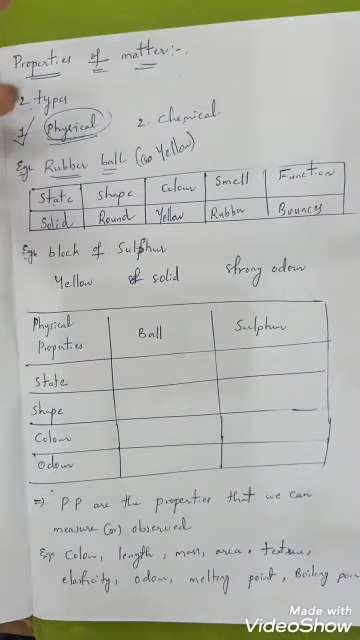 Properties of matter:-
2 types
1. Physical 2. Chemical
Eg: Rubber ball (Yellow)
State Shape Colour Smell Function
Solid Round Yellow Rubber Bounces
Eg: block of Sulphur
Yellow solid strong odour
Physical Properties Ball Sulphur
State
Shape
Colour
Odour
=> PP are the properties that we can
measure (or) observed
Eg: Colour, length, mass, area, texture,
elasticity, odour, melting point, Boiling poin
Made with
VideoShow